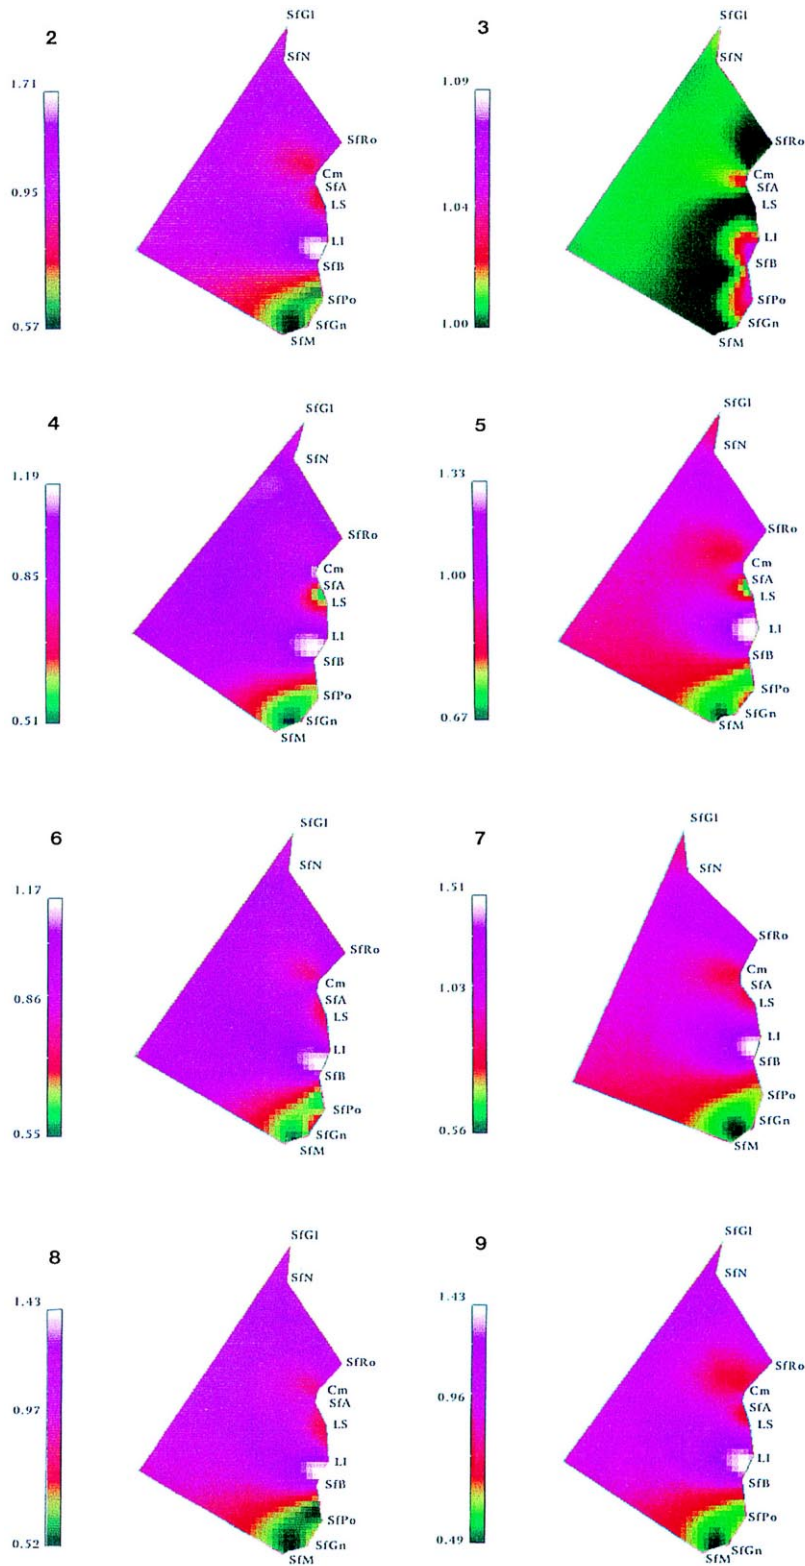 2
SfGl
SfN
1.71
SfRo
Cm
SfA
0.95
LS
LI
SfB
SfPo
0.57
SfGn
SfM
3
SfGl
SfN
1.09
SfRo
Cm
SfA
1.04
LS
LI
SfB
SfPo
1.00
SfGn
SfM
4
SfGl
SfN
1.19
SfRo
Cm
0.85
SfA
LS
LI
SfB
SfPo
0.51
SfGn
SfM
5
SfGl
SfN
1.33
SfRo
Cm
1.00
SfA
LS
LI
SfB
SfPo
0.67
SfGn
SfM
6
SfGl
SfN
1.17
SfRo
Cm
0.86
SfA
LS
LI
SfB
SfPo
0.55
SfGn
SfM
7
SfGl
SfN
1.51
SfRo
Cm
1.03
SfA
LS
LI
SfB
SfPo
0.56
SfGn
SfM
8
SfGl
SfN
1.43
SfRo
Cm
SfA
0.97
LS
LI
SfB
SfPo
0.52
SfGn
SfM
9
SfGl
SfN
1.43
SfRo
Cm
0.96
SfA
LS
LI
SfB
SfPo
0.49
SfGn
SfM